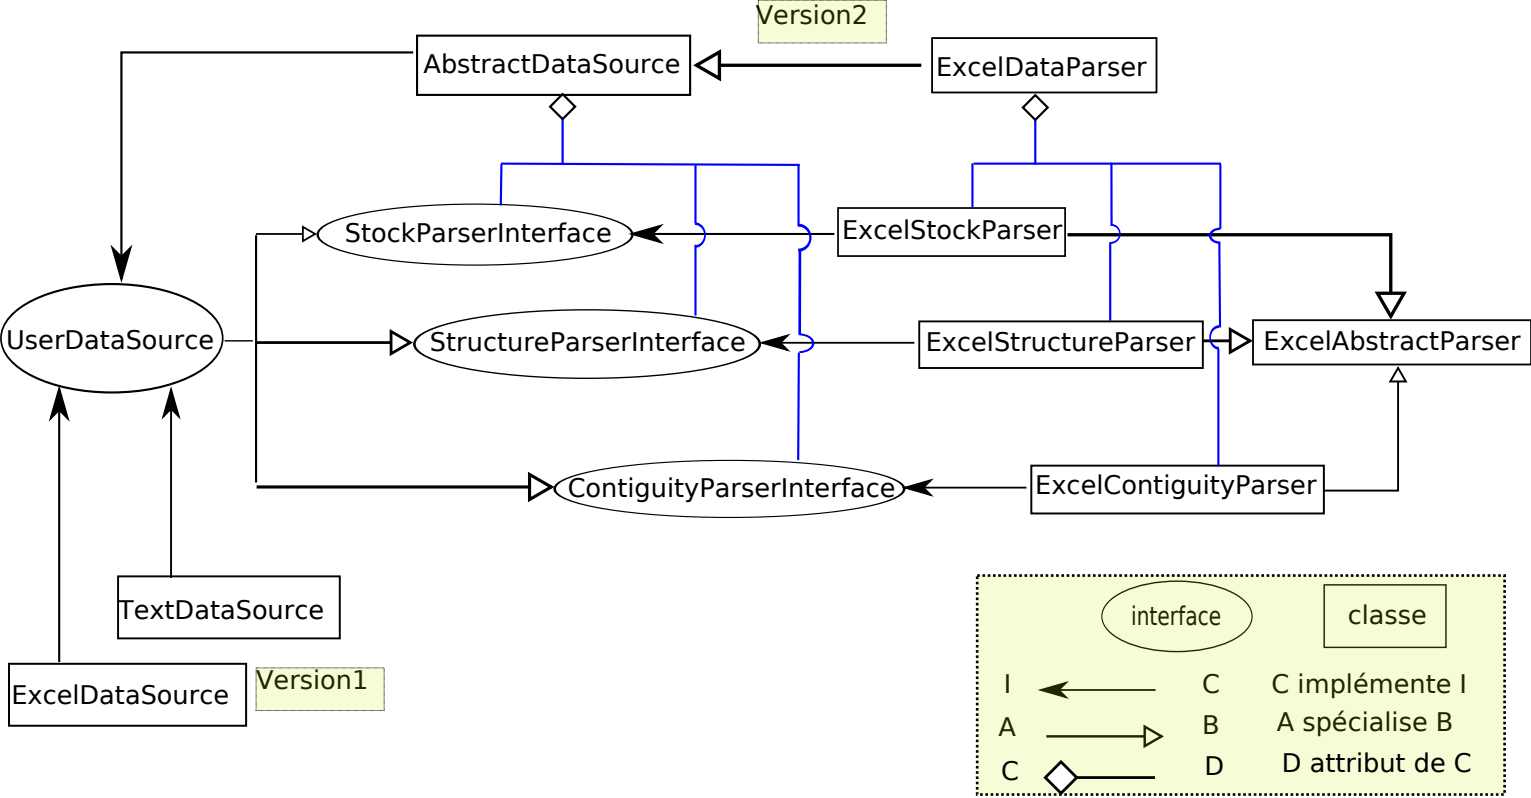 Version2
AbstractDataSource
ExcelDataParser
StockParserInterface
ExcelStockParser
UserDataSource
StructureParserInterface
ExcelStructureParser
ExcelAbstractParser
ContiguityParserInterface
ExcelContiguityParser
TextDataSource
ExcelDataSource
Version1
interface
classe
I C C implémente I
A B A spécialise B
C D D attribut de C